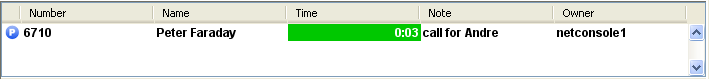 Number Name Time Note Owner
P 6710 Peter Faraday 0:03 call for Andre netconsole1